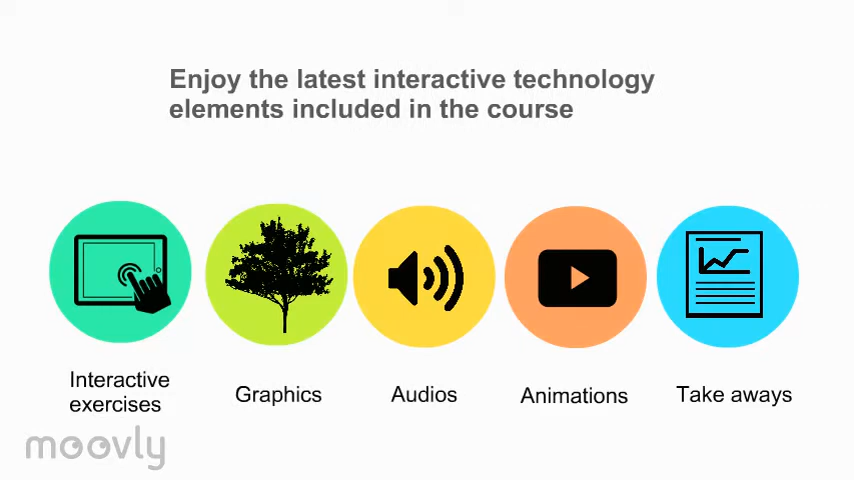 Enjoy the latest interactive technology
elements included in the course
Interactive
exercises
Graphics
Audios
Animations
Take aways
moovly